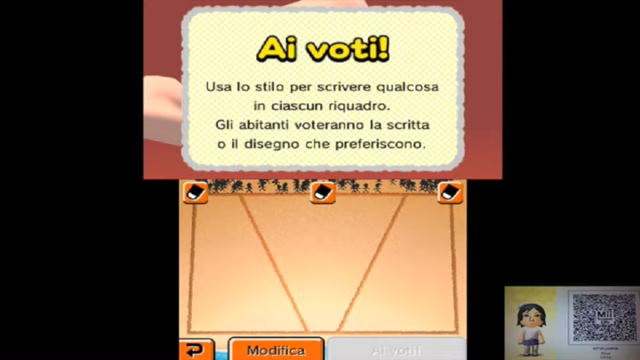 Ai voti!
Usa lo stilo per scrivere qualcosa
in ciascun riquadro.
Gli abitanti voteranno la scritta
o il disegno che preferiscono.
Modifica
Ai voti!
Mii